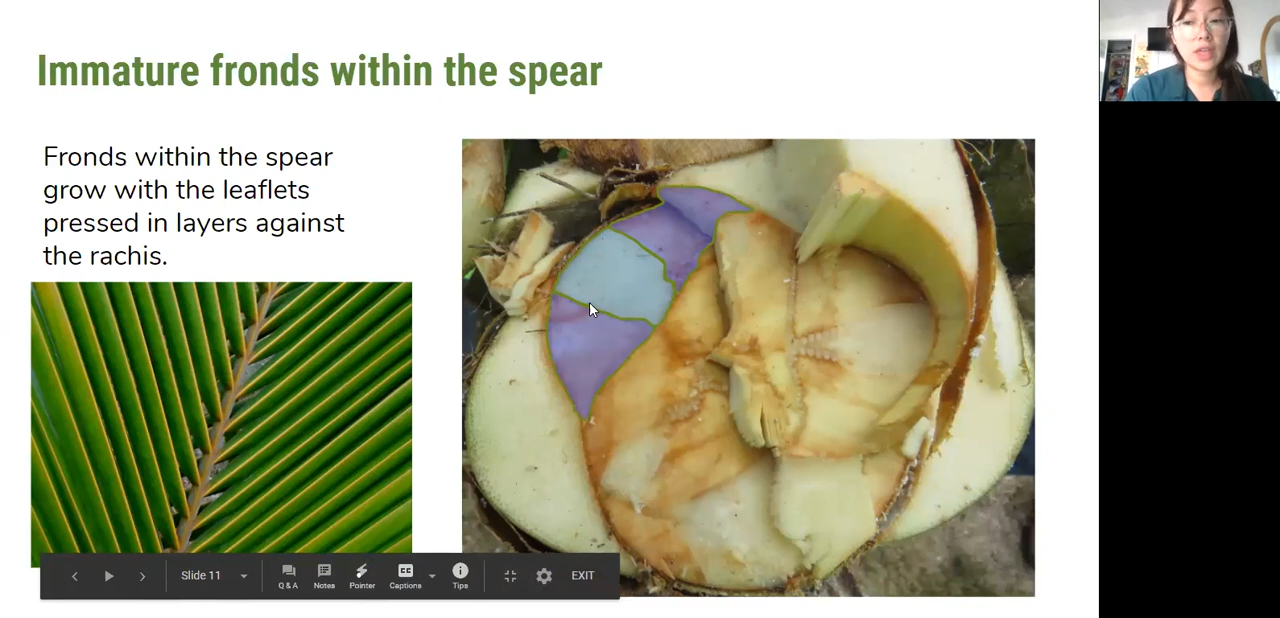 Immature fronds within the spear
Fronds within the spear
grow with the leaflets
pressed in layers against
the rachis.
Slide 11
Q & A
Notes
Pointer
Captions
Tips
EXIT